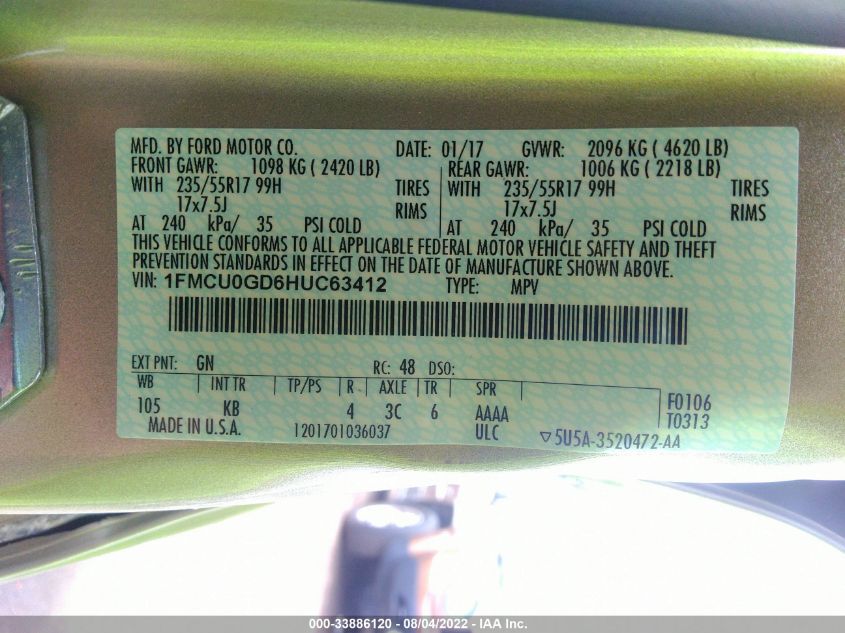 MFD. BY FORD MOTOR CO. DATE: 01/17 GVWR: 2096 KG ( 4620 LB)
FRONT GAWR: 1098 KG ( 2420 LB) REAR GAWR: 1006 KG ( 2218 LB)
WITH 235/55R17 99H TIRES WITH 235/55R17 99H TIRES
17x7.5J RIMS 17x7.5J RIMS
AT 240 kPa/ 35 PSI COLD AT 240 kPa/ 35 PSI COLD
THIS VEHICLE CONFORMS TO ALL APPLICABLE FEDERAL MOTOR VEHICLE SAFETY AND THEFT
PREVENTION STANDARDS IN EFFECT ON THE DATE OF MANUFACTURE SHOWN ABOVE.
VIN: 1FMCU0GD6HUC63412 TYPE: MPV
EXT PNT: GN RC: 48 DSO:
WB INT TR TP/PS R AXLE TR SPR
105 KB 4 3C 6 AAAA F0106
MADE IN U.S.A. 1201701036037 ULC T0313
▽5U5A-3520472-AA
000-33886120 - 08/04/2022 - IAA Inc.